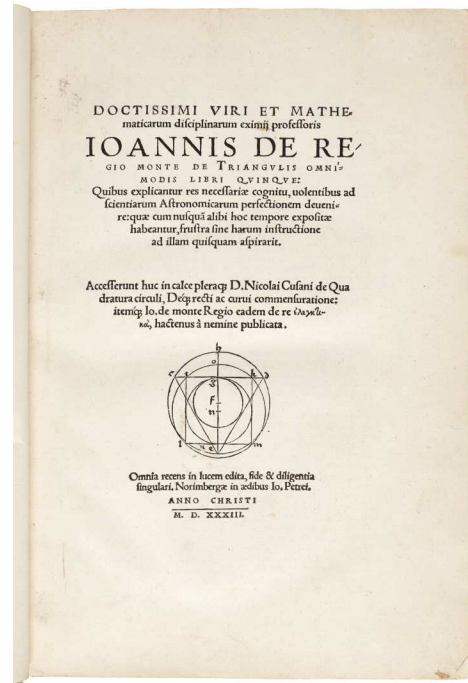 DOCTISSIMI VIRI ET MATHE-
maticarum diſciplinarum eximij profeſſoris
IOANNIS DE RE-
GIO MONTE DE TRIANGVLIS OMNI-
MODIS LIBRI QVINQVE:
Quibus explicantur res neceſſariæ cognitu, uolentibus ad
ſcientiarum Aſtronomicarum perfectionem deueni-
re: quæ cum nuſquā alibi hoc tempore expoſitæ
habeantur, fruſtra ſine harum inſtructione
ad illam quiſquam aſpirarit.
Acceſſerunt huc in calce pleraqꝫ D. Nicolai Cuſani de Qua
dratura circuli, Deqꝫ recti ac curui commenſuratione:
itemqꝫ Io. de monte Regio eadem de re
hactenus à nemine publicata.
h
o
c
g
f
n
l
e
m
Omnia recens in lucem edita, fide & diligentia
ſingulari. Norimbergæ in ædibus Io. Petrei.
ANNO CHRISTI
M. D. XXXIII.